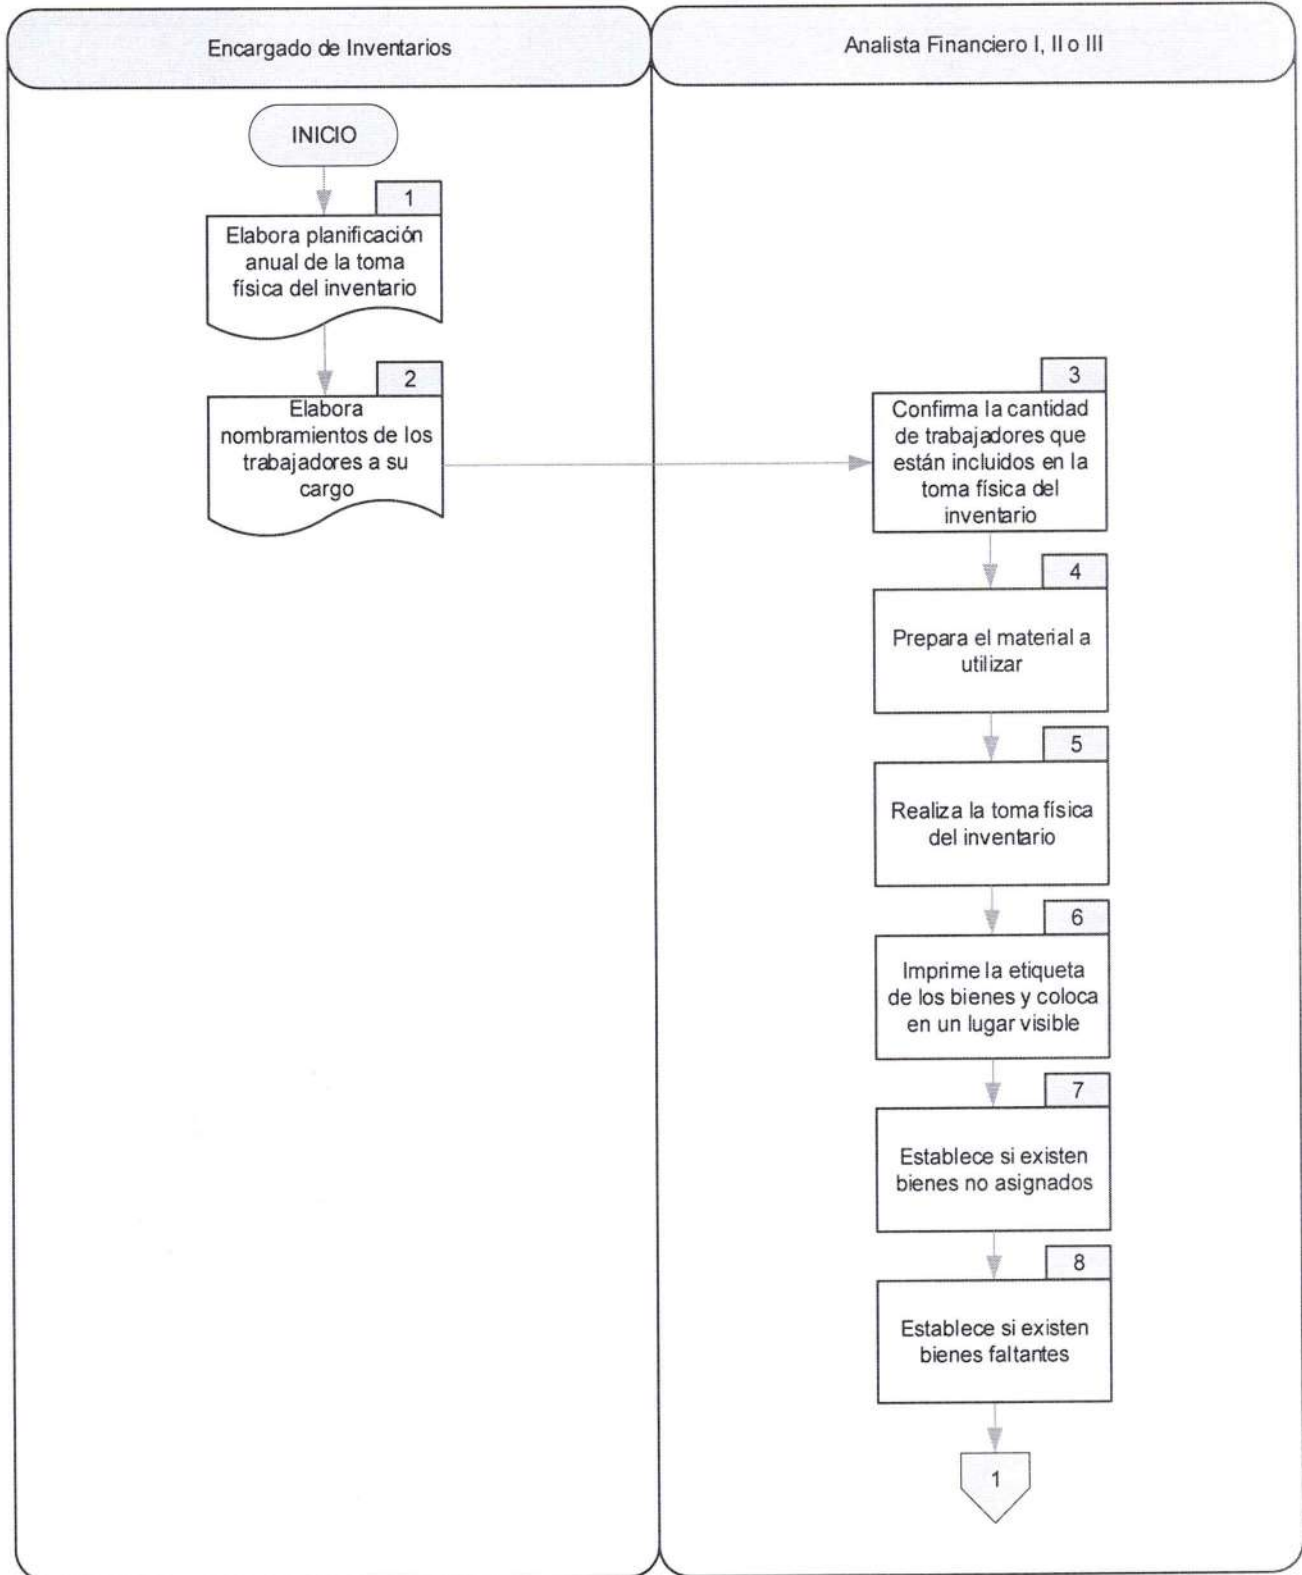 Encargado de Inventarios
Analista Financiero I, II o III
INICIO
1
Elabora planificación
anual de la toma
física del inventario
2
Elabora
nombramientos de los
trabajadores a su
cargo
3
Confirma la cantidad
de trabajadores que
están incluidos en la
toma física del
inventario
4
Prepara el material a
utilizar
5
Realiza la toma física
del inventario
6
Imprime la etiqueta
de los bienes y coloca
en un lugar visible
7
Establece si existen
bienes no asignados
8
Establece si existen
bienes faltantes
1